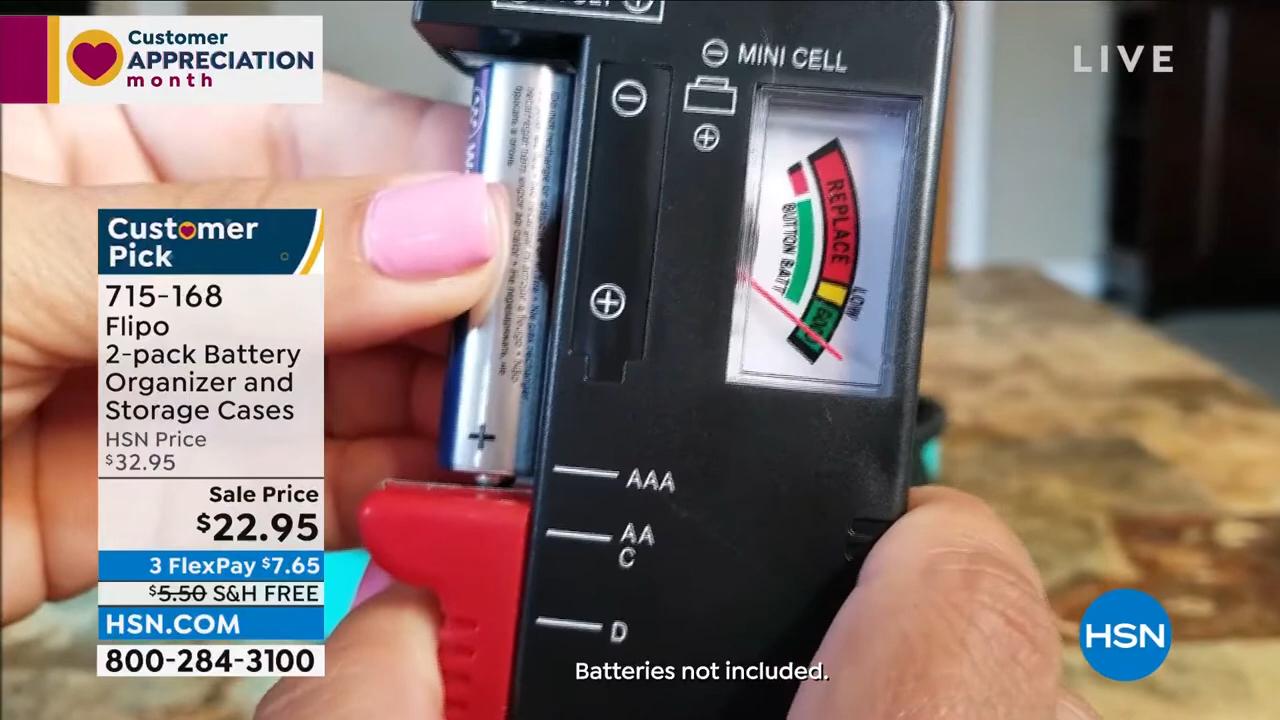 Customer
APPRECIATION
month
LIVE
MINI CELL
REPLACE
BUTTON BATT
LOW
GOOD
AAA
AA
C
D
Customer
Pick
715-168
Flipo
2-pack Battery
Organizer and
Storage Cases
HSN Price
$32.95
Sale Price
$22.95
3 FlexPay $7.65
$5.50 S&H FREE
HSN.COM
800-284-3100
Batteries not included.
HSN